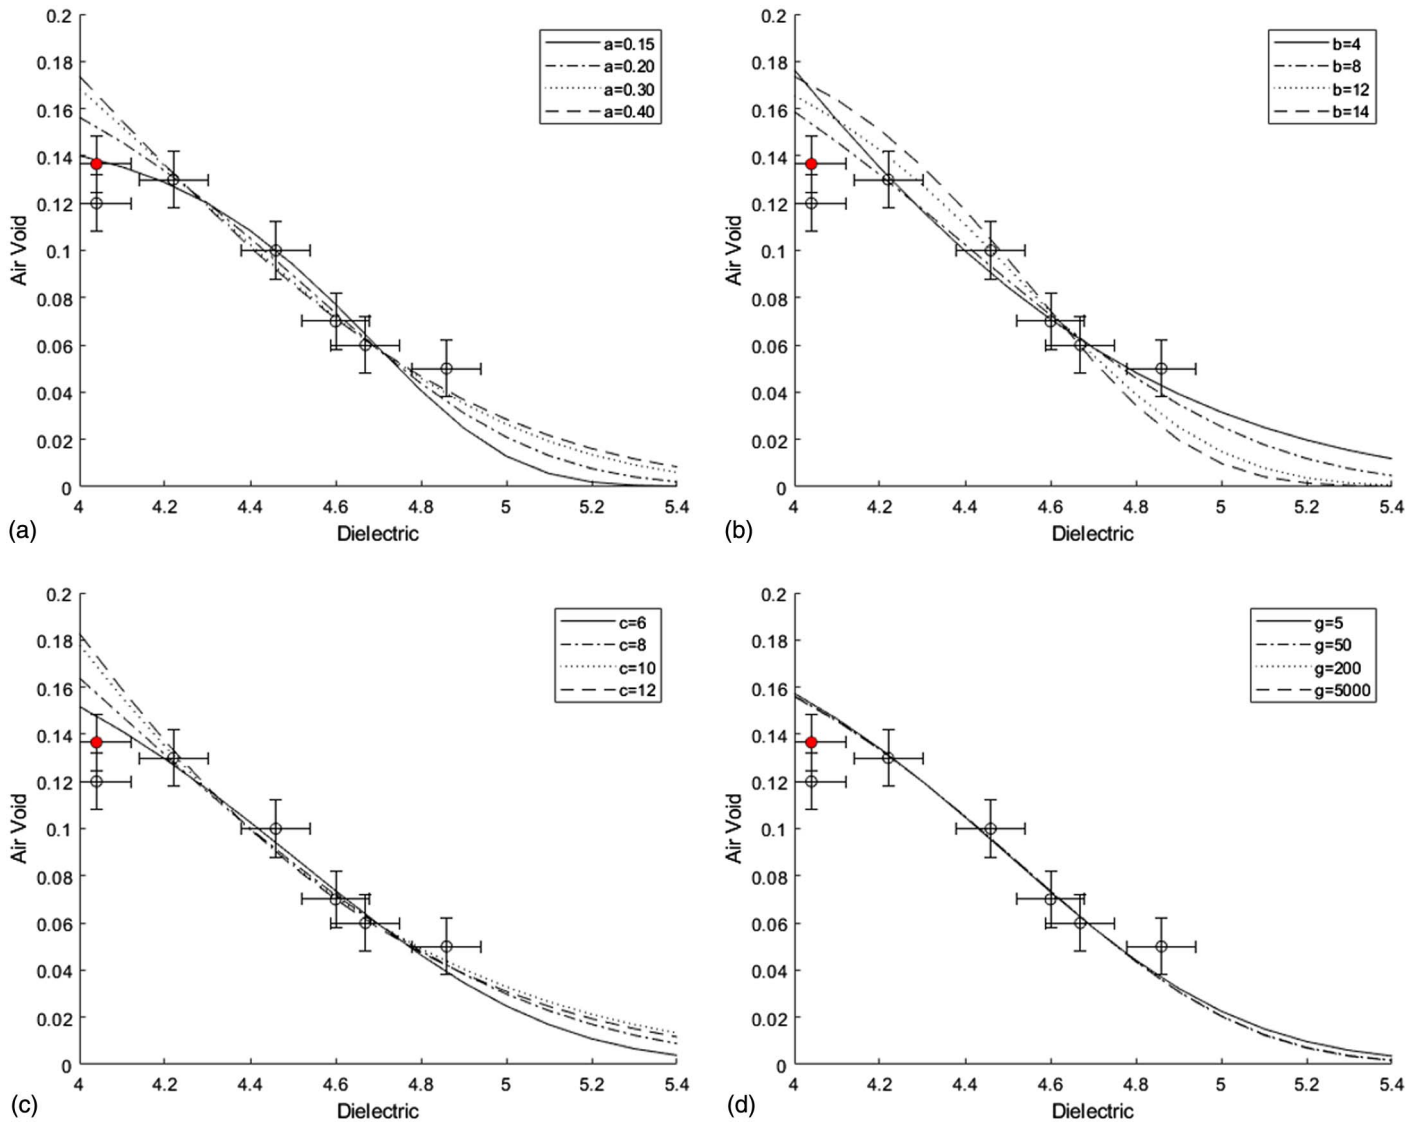 0.2
0.18
0.16
0.14
0.12
0.1
0.08
0.06
0.04
0.02
0
Air Void
a=0.15
a=0.20
a=0.30
a=0.40
4 4.2 4.4 4.6 4.8 5 5.2 5.4
Dielectric
(a)
0.2
0.18
0.16
0.14
0.12
0.1
0.08
0.06
0.04
0.02
0
Air Void
b=4
b=8
b=12
b=14
4 4.2 4.4 4.6 4.8 5 5.2 5.4
Dielectric
(b)
0.2
0.18
0.16
0.14
0.12
0.1
0.08
0.06
0.04
0.02
0
Air Void
c=6
c=8
c=10
c=12
4 4.2 4.4 4.6 4.8 5 5.2 5.4
Dielectric
(c)
0.2
0.18
0.16
0.14
0.12
0.1
0.08
0.06
0.04
0.02
0
Air Void
g=5
g=50
g=200
g=5000
4 4.2 4.4 4.6 4.8 5 5.2 5.4
Dielectric
(d)